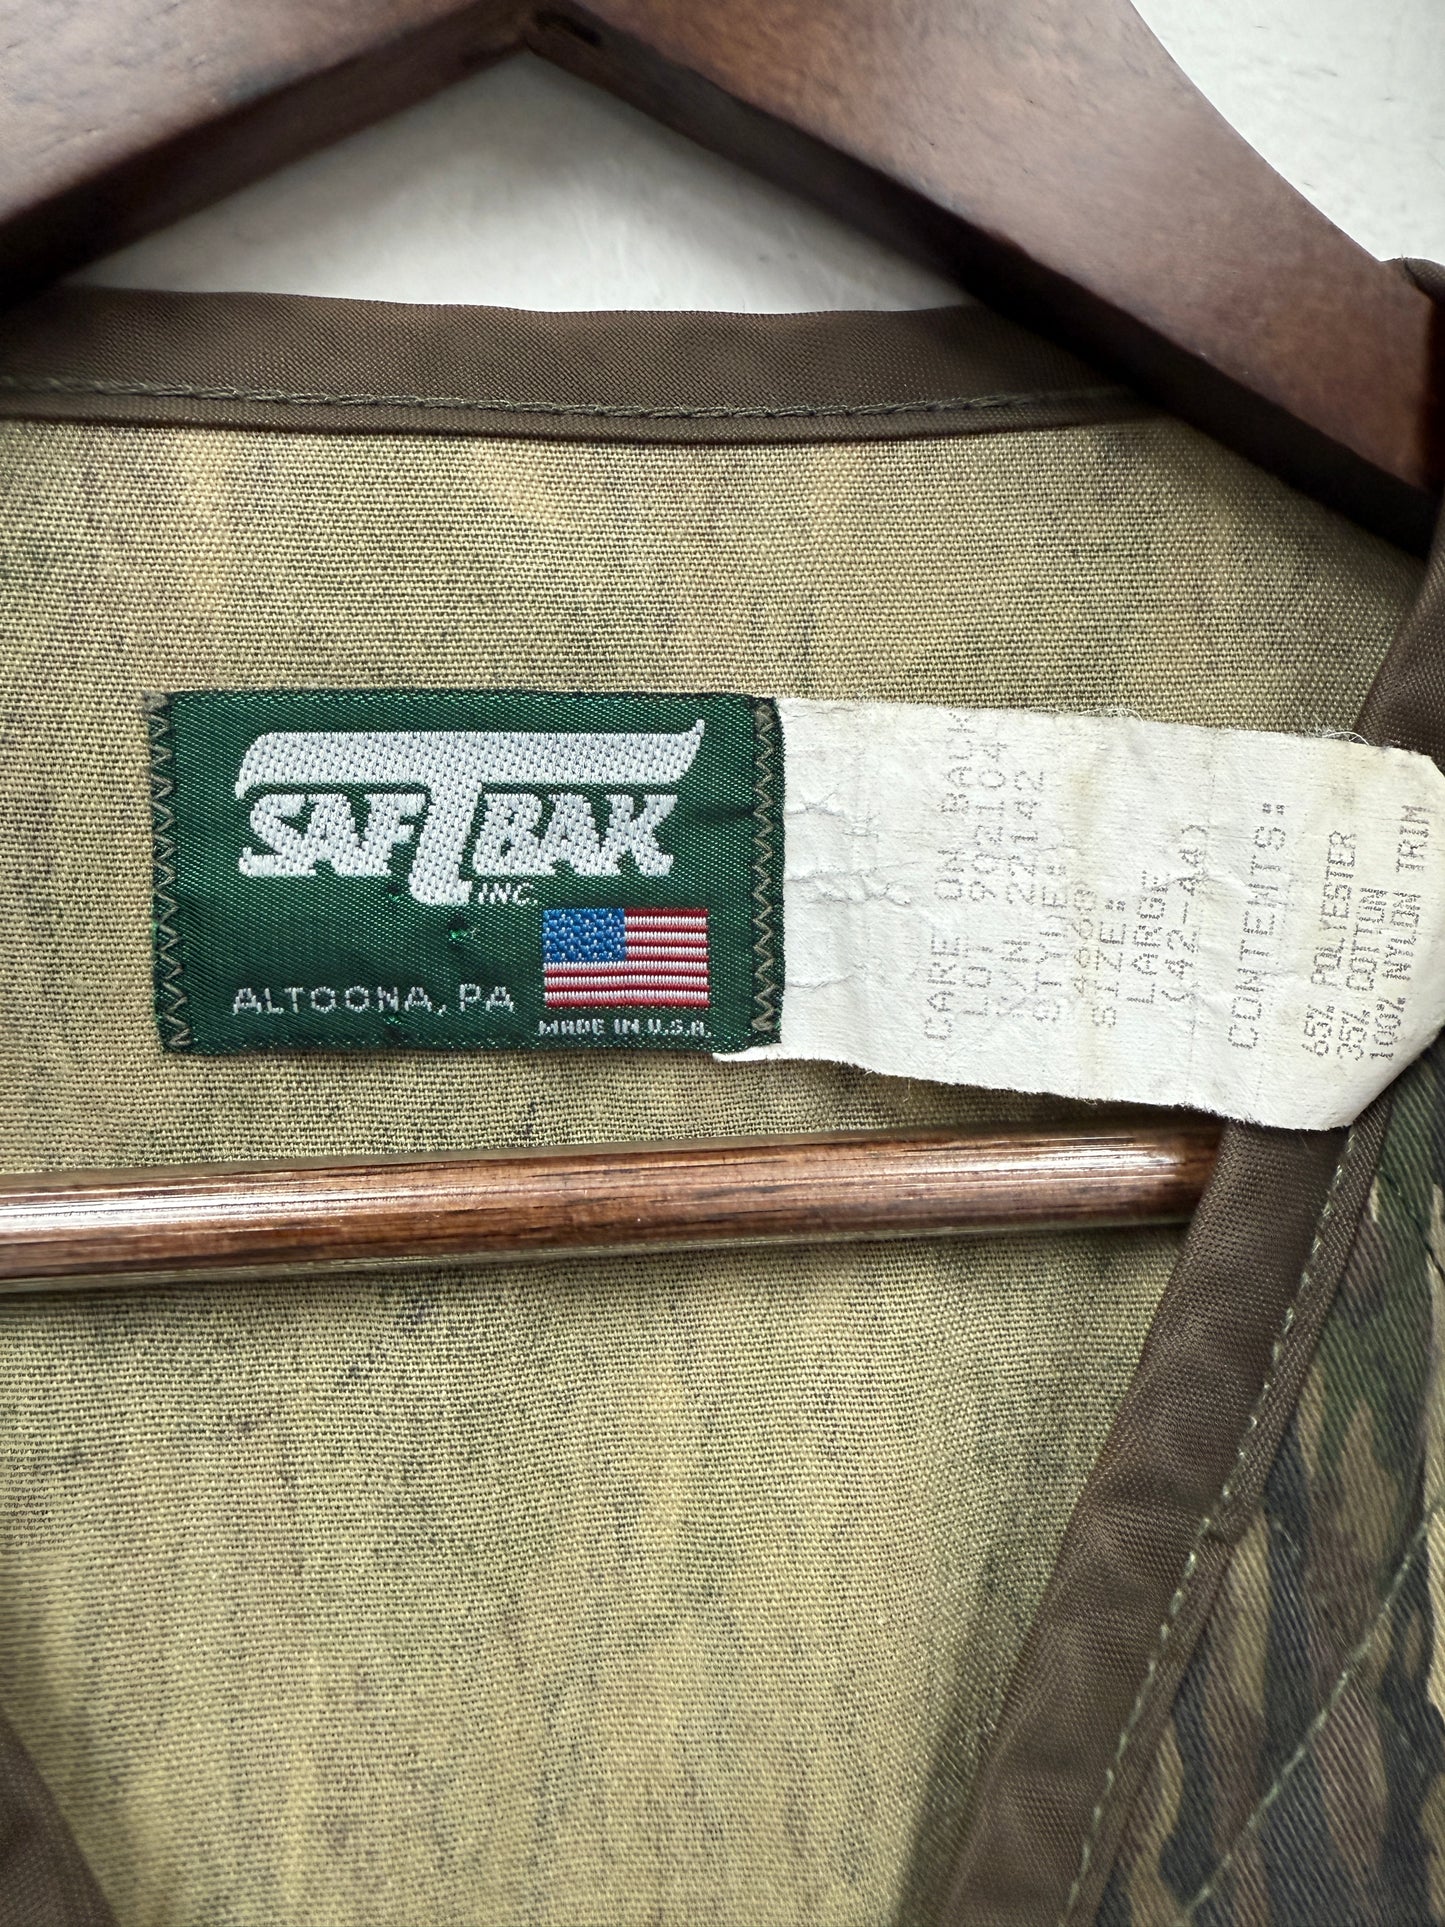 SAFTBAK
INC.
ALTOONA, PA
MADE IN U.S.A.
CARE ON BACK
LOT 992104
STYLE:
SIZE:
LARGE
(42-44)
CONTENTS:
65% POLYESTER
35% COTTON
100% NYLON TRIM